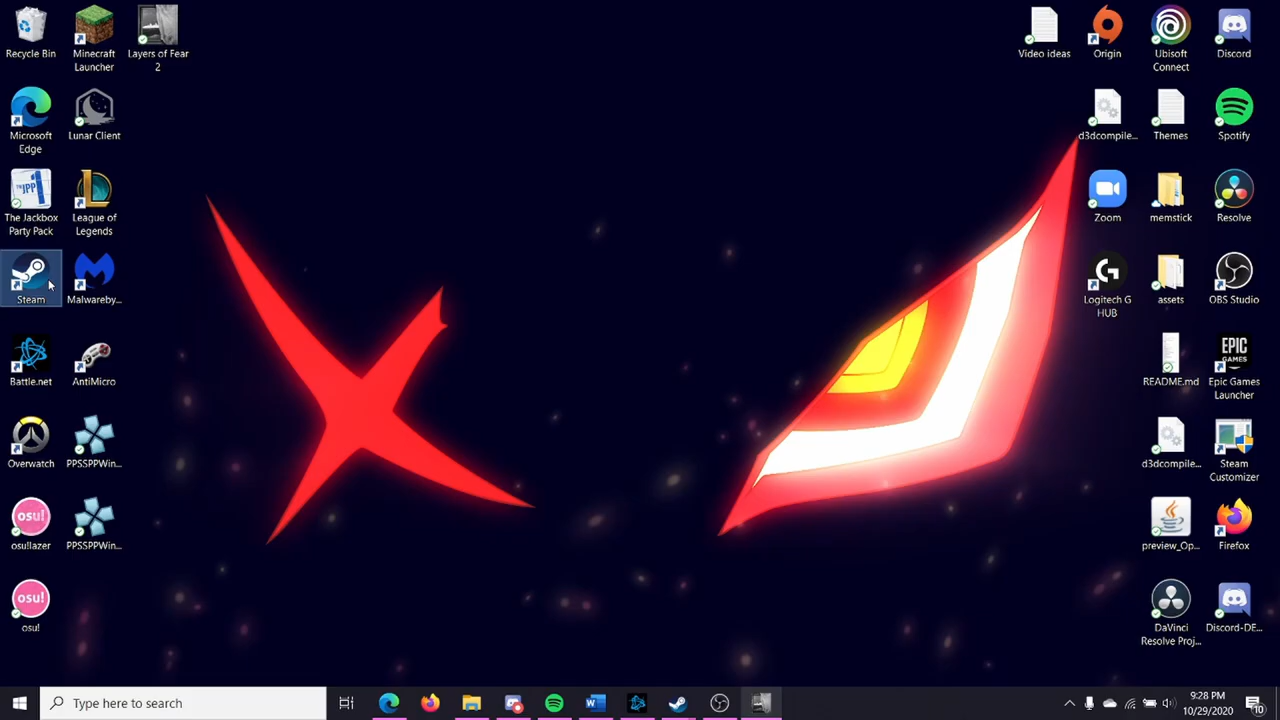 Recycle Bin
Minecraft
Launcher
Layers of Fear
2
Video ideas
Origin
Ubisoft
Connect
Discord
Microsoft
Edge
Lunar Client
d3dcompile...
Themes
Spotify
The Jackbox
Party Pack
League of
Legends
Zoom
memstick
Resolve
Steam
Malwareby...
Logitech G
HUB
assets
OBS Studio
Battle.net
AntiMicro
README.md
EPIC
GAMES
Epic Games
Launcher
Overwatch
PPSSPPWin...
d3dcompile...
Steam
Customizer
osu!
osu!lazer
PPSSPPWin...
preview_Op...
Firefox
osu!
osu!
DaVinci
Resolve Proj...
Discord-DE...
Type here to search
9:28 PM
10/29/2020
10